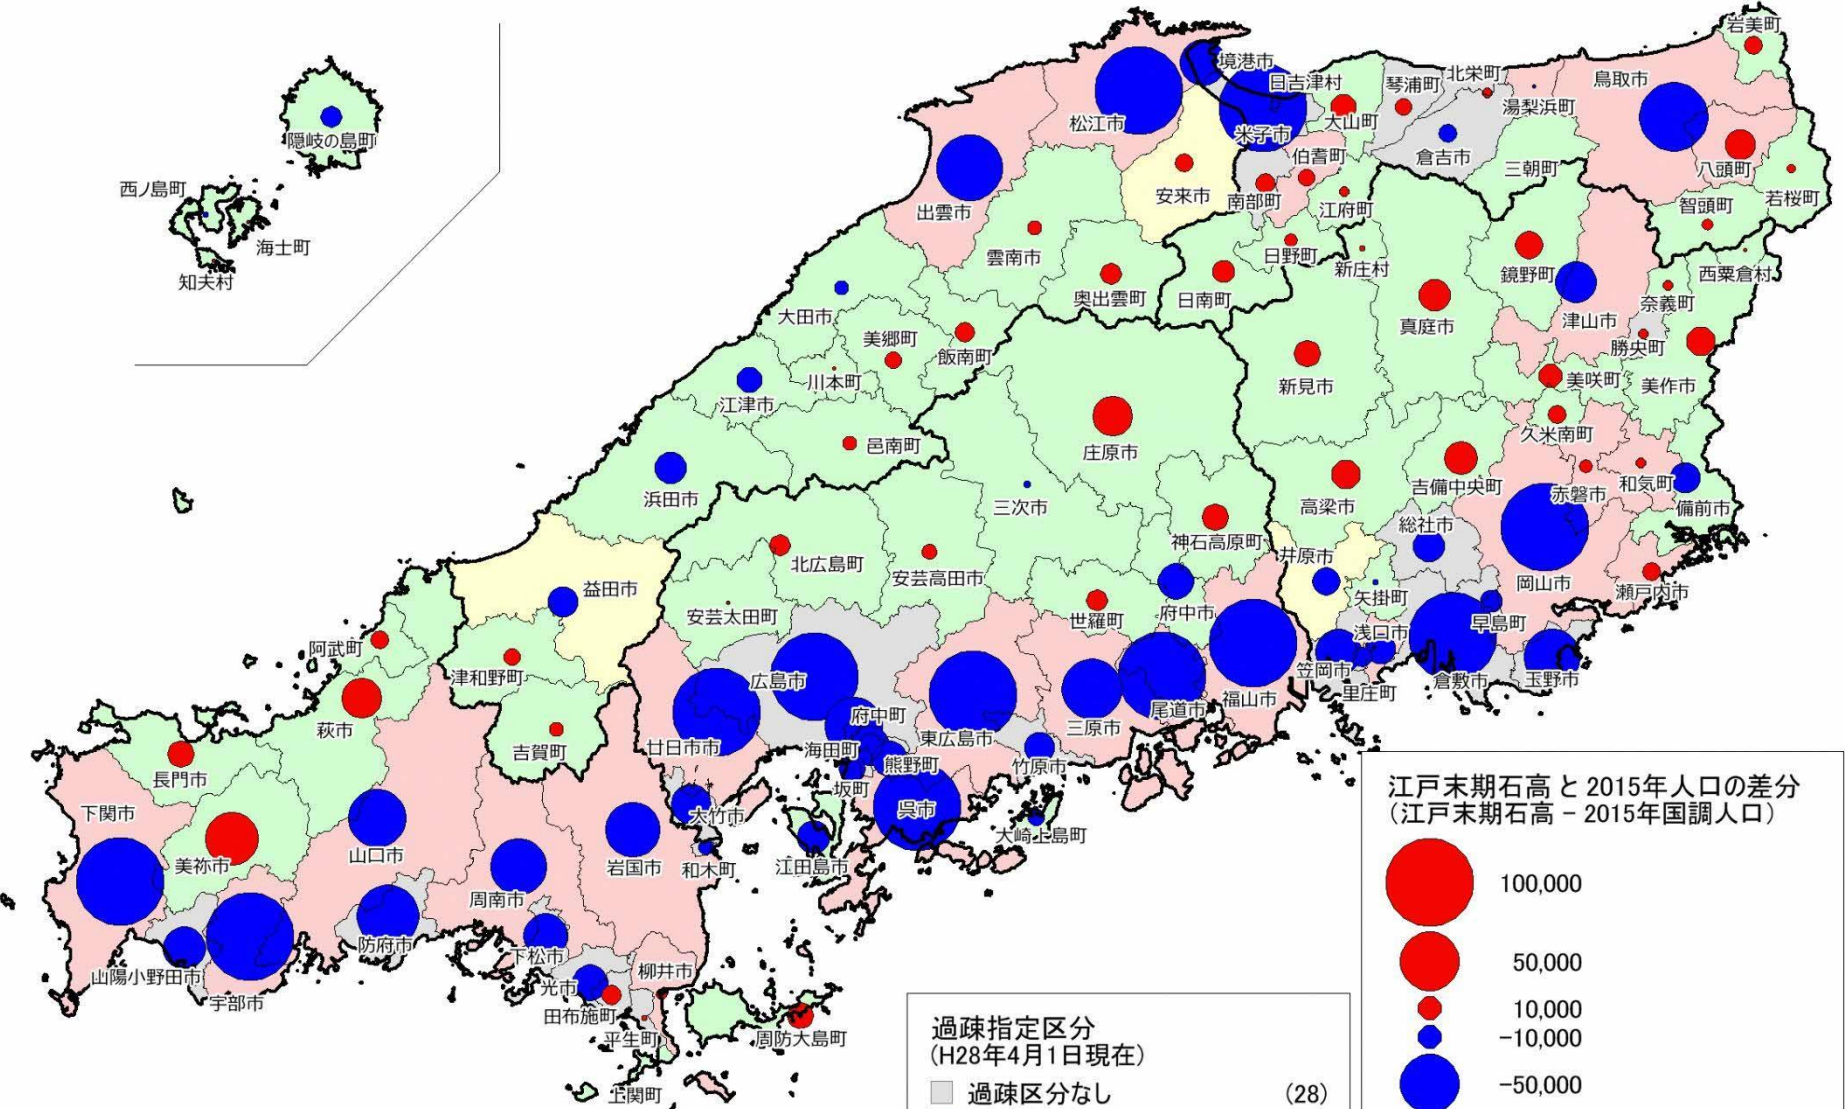 岩美町
鳥取市
湯梨浜町
北栄町
琴浦町
境港市
日吉津村
大山町
米子市
松江市
倉吉市
八頭町
若桜町
三朝町
伯耆町
南部町
江府町
智頭町
安来市
出雲市
隠岐の島町
西ノ島町
海士町
知夫村
雲南市
奥出雲町
日野町
日南町
新庄村
鏡野町
西粟倉村
奈義町
津山市
勝央町
真庭市
大田市
美郷町
飯南町
川本町
江津市
新見市
美咲町
美作市
久米南町
邑南町
庄原市
浜田市
三次市
高梁市
吉備中央町
赤磐市
和気町
備前市
神石高原町
総社市
井原市
岡山市
瀬戸内市
北広島町
安芸高田市
安芸太田町
世羅町
府中市
矢掛町
早島町
浅口市
益田市
阿武町
津和野町
笠岡市
里庄町
倉敷市
玉野市
広島市
福山市
尾道市
三原市
府中町
東広島市
萩市
吉賀町
廿日市市
海田町
熊野町
坂町
竹原市
長門市
下関市
大竹市
呉市
大崎上島町
美祢市
山口市
岩国市
和木町
江田島市
周南市
防府市
下松市
山陽小野田市
宇部市
光市
柳井市
田布施町
平生町
周防大島町
上関町
江戸末期石高と2015年人口の差分
（江戸末期石高－2015年国調人口）
100,000
50,000
10,000
-10,000
-50,000
過疎指定区分
（H28年4月1日現在）
過疎区分なし (28)